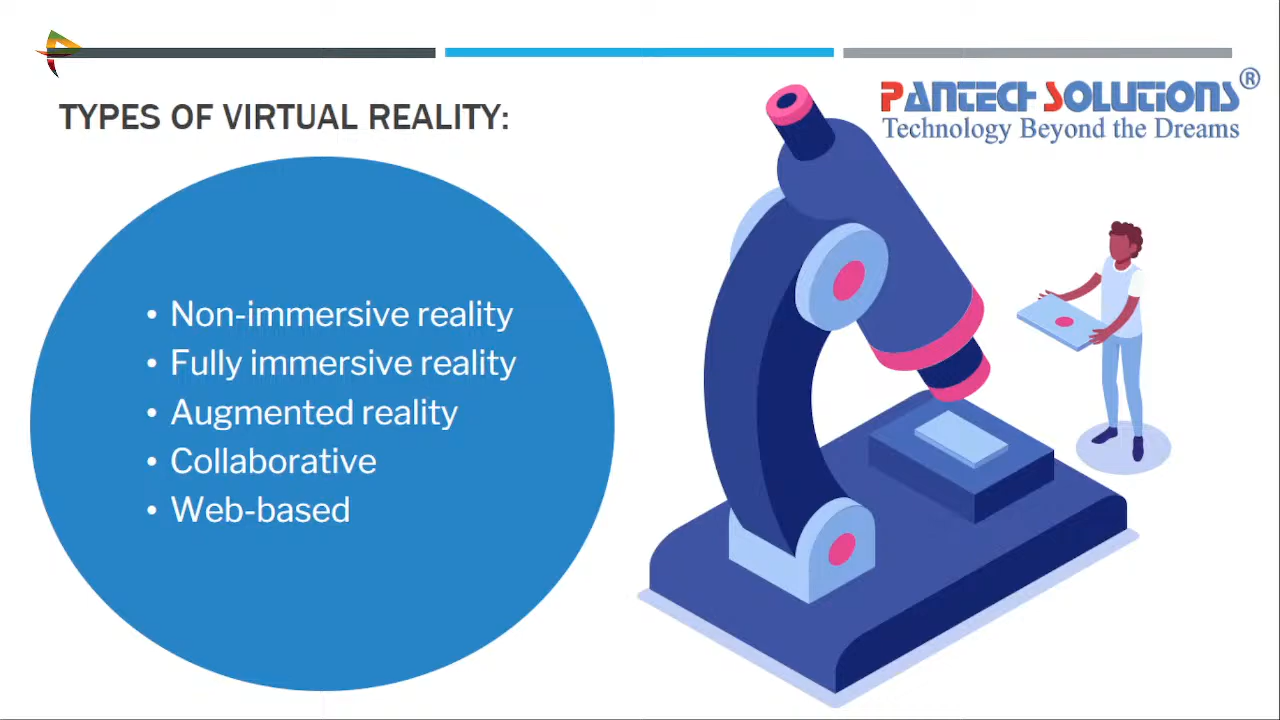 TYPES OF VIRTUAL REALITY:
PANTECH SOLUTIONS®
Technology Beyond the Dreams
• Non-immersive reality
• Fully immersive reality
• Augmented reality
• Collaborative
• Web-based